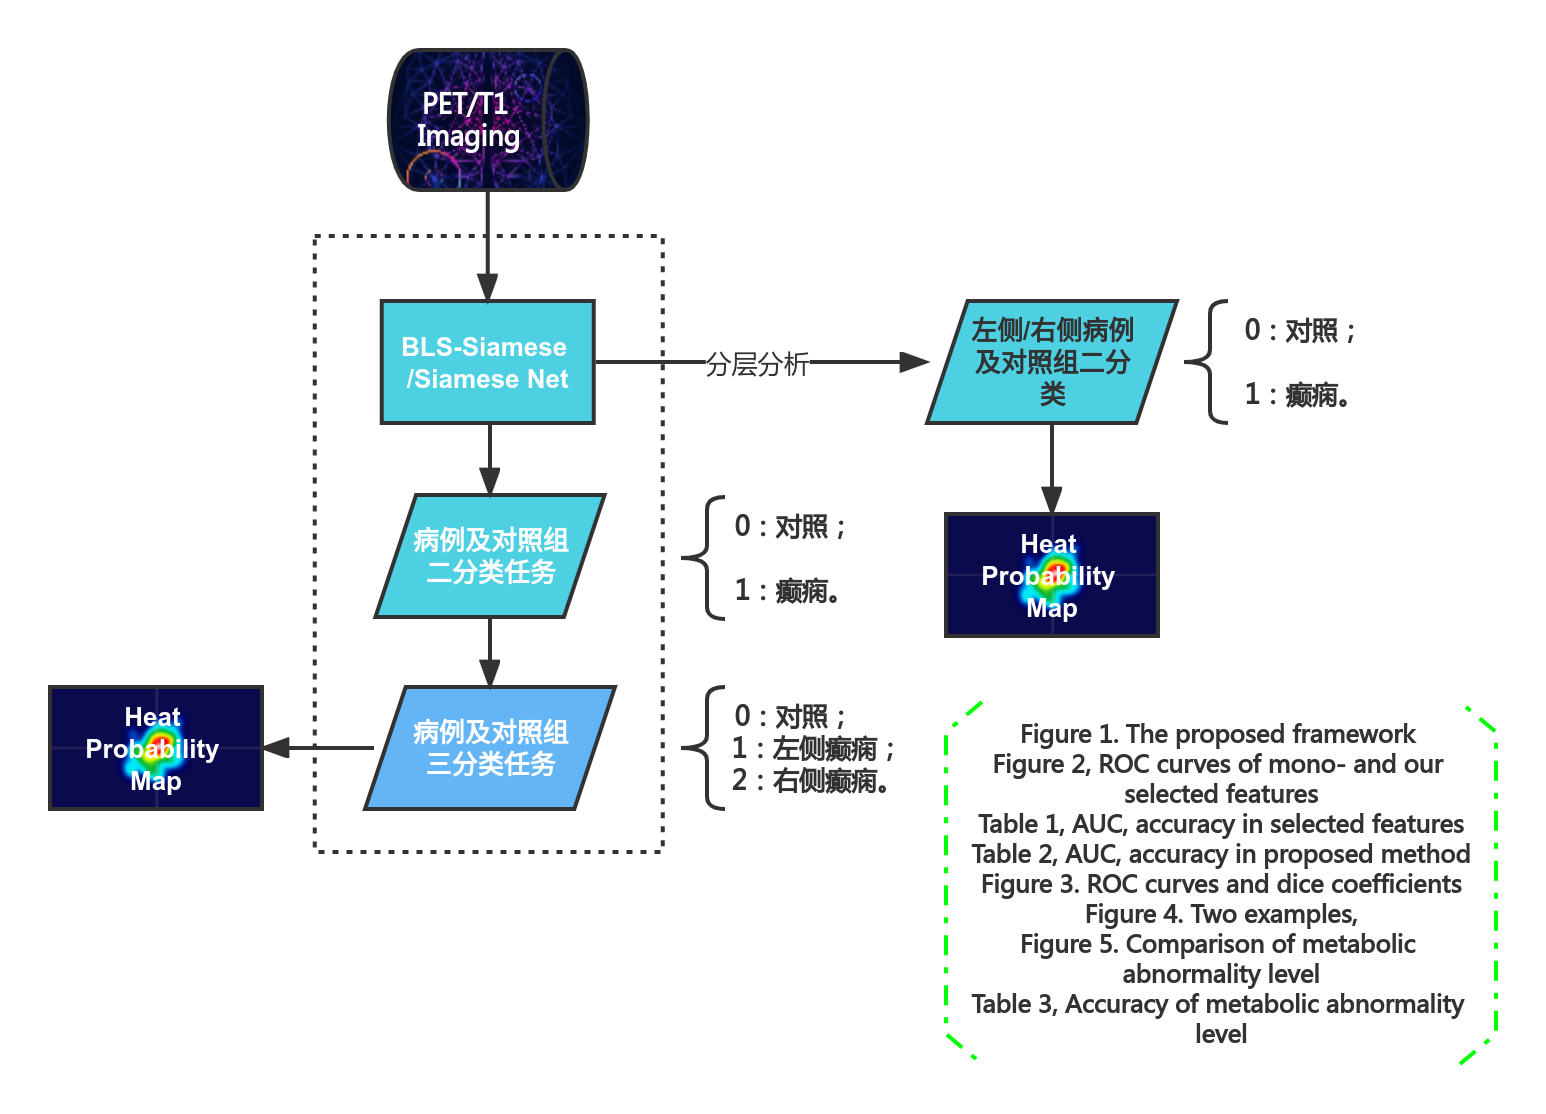 PET/T1
Imaging
BLS-Siamese
/Siamese Net
分层分析
左侧/右侧病例
及对照组二分
类
0：对照；
1：癫痫。
病例及对照组
二分类任务
0：对照；
1：癫痫。
Heat
Probability
Map
Heat
Probability
Map
病例及对照组
三分类任务
0：对照；
1：左侧癫痫；
2：右侧癫痫。
Figure 1. The proposed framework
Figure 2, ROC curves of mono- and our
selected features
Table 1, AUC, accuracy in selected features
Table 2, AUC, accuracy in proposed method
Figure 3. ROC curves and dice coefficients
Figure 4. Two examples,
Figure 5. Comparison of metabolic
abnormality level
Table 3, Accuracy of metabolic abnormality
level